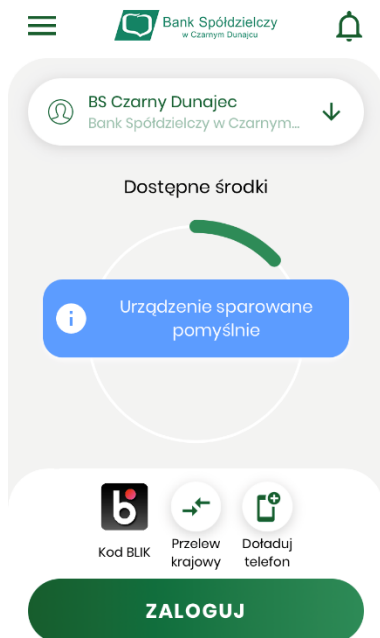 Bank Spółdzielczy
w Czarnym Dunajcu
BS Czarny Dunajec
Bank Spółdzielczy w Czarnym...
Dostępne środki
i
Urządzenie sparowane
pomyślnie
b
Kod BLIK
Przelew
krajowy
Doładuj
telefon
ZALOGUJ